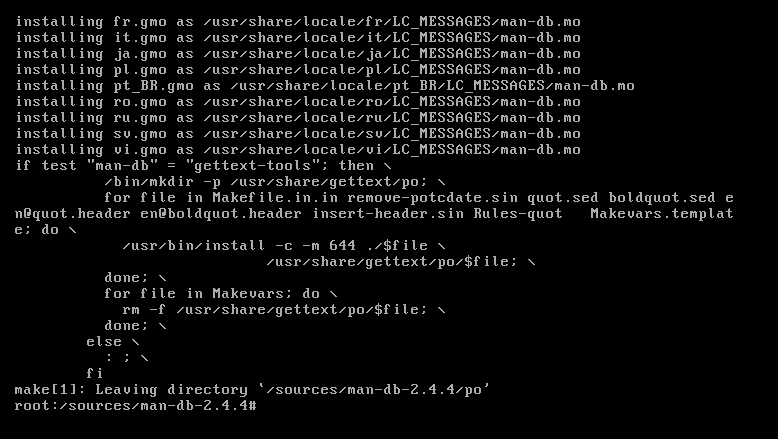 installing fr.gmo as /usr/share/locale/fr/LC_MESSAGES/man-db.mo
installing it.gmo as /usr/share/locale/it/LC_MESSAGES/man-db.mo
installing ja.gmo as /usr/share/locale/ja/LC_MESSAGES/man-db.mo
installing pl.gmo as /usr/share/locale/pl/LC_MESSAGES/man-db.mo
installing pt_BR.gmo as /usr/share/locale/pt_BR/LC_MESSAGES/man-db.mo
installing ro.gmo as /usr/share/locale/ro/LC_MESSAGES/man-db.mo
installing ru.gmo as /usr/share/locale/ru/LC_MESSAGES/man-db.mo
installing sv.gmo as /usr/share/locale/sv/LC_MESSAGES/man-db.mo
installing vi.gmo as /usr/share/locale/vi/LC_MESSAGES/man-db.mo
if test "man-db" = "gettext-tools"; then \
          /bin/mkdir -p /usr/share/gettext/po; \
          for file in Makefile.in.in remove-potcdate.sin quot.sed boldquot.sed e
n@quot.header en@boldquot.header insert-header.sin Rules-quot   Makevars.templat
e; do \
            /usr/bin/install -c -m 644 ./$file \
                            /usr/share/gettext/po/$file; \
          done; \
          for file in Makevars; do \
            rm -f /usr/share/gettext/po/$file; \
          done; \
        else \
          : ; \
        fi
make[1]: Leaving directory `/sources/man-db-2.4.4/po'
root:/sources/man-db-2.4.4#